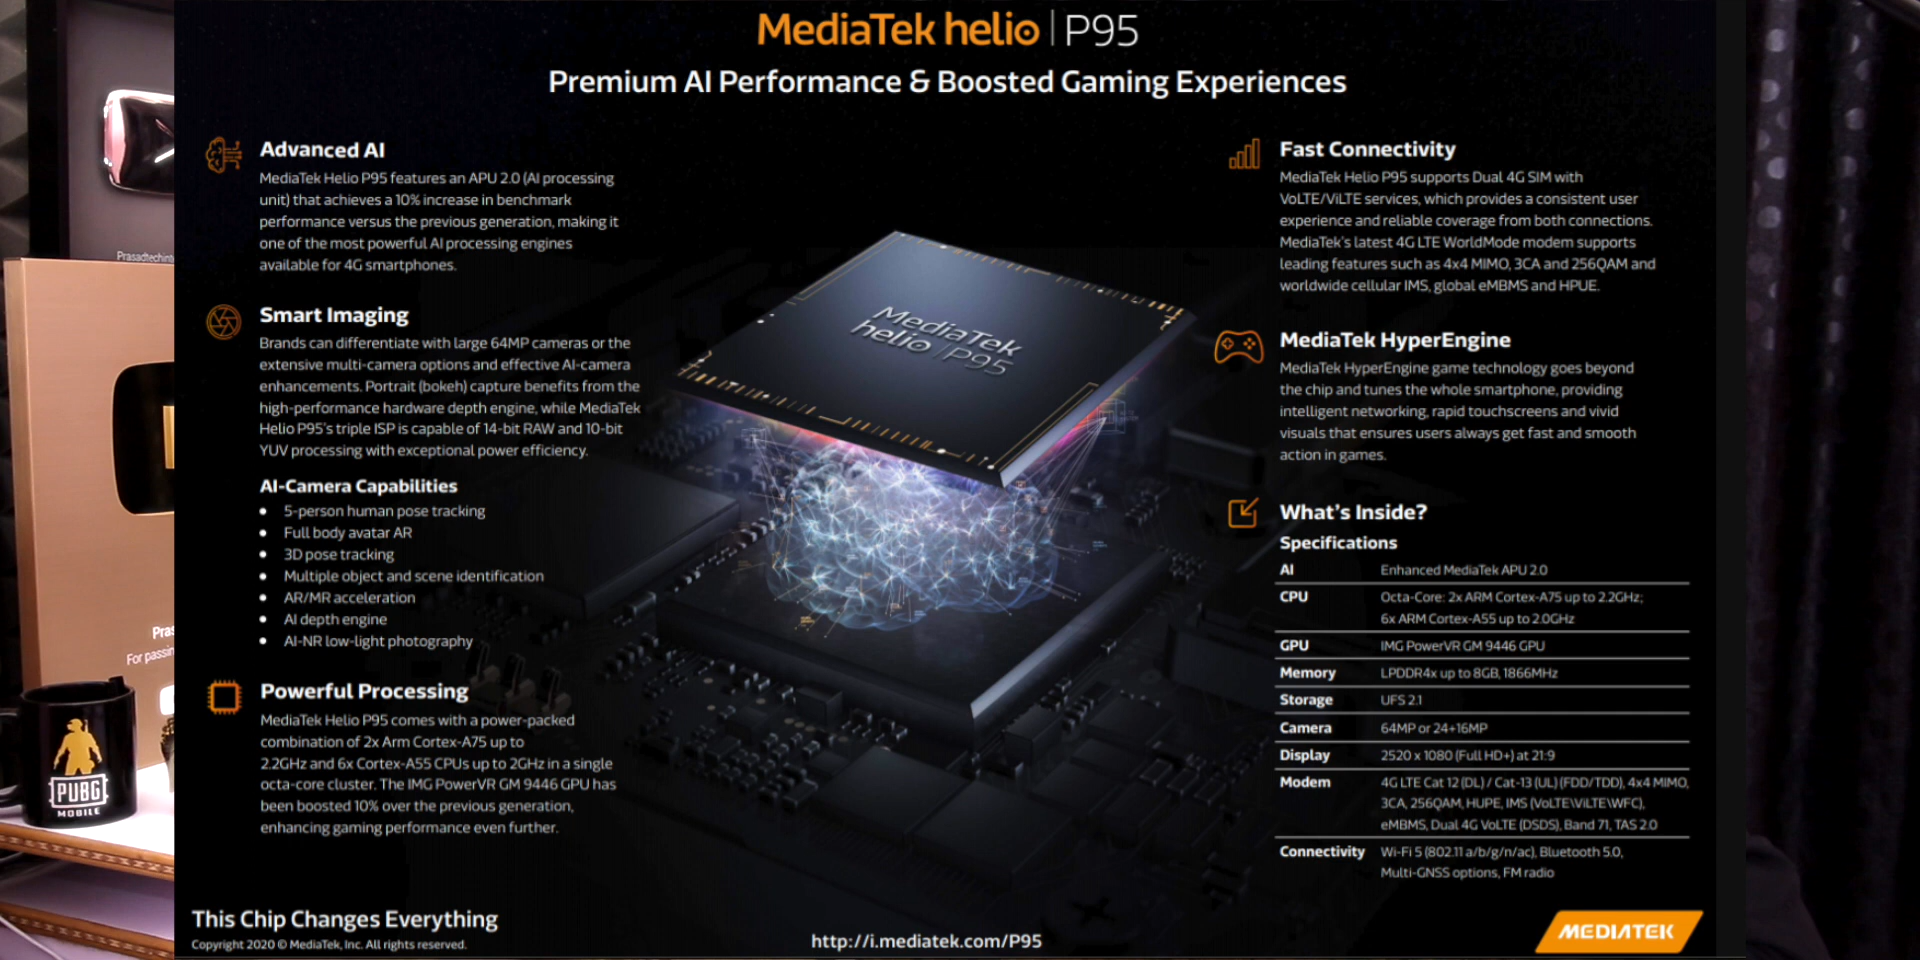 MediaTek helio | P95
Premium AI Performance & Boosted Gaming Experiences
Advanced AI
MediaTek Helio P95 features an APU 2.0 (AI processing
unit) that achieves a 10% increase in benchmark
performance versus the previous generation, making it
one of the most powerful AI processing engines
available for 4G smartphones.
Smart Imaging
Brands can differentiate with large 64MP cameras or the
extensive multi-camera options and effective AI-camera
enhancements. Portrait (bokeh) capture benefits from the
high-performance hardware depth engine, while MediaTek
Helio P95's triple ISP is capable of 14-bit RAW and 10-bit
YUV processing with exceptional power efficiency.
AI-Camera Capabilities
• 5-person human pose tracking
• Full body avatar AR
• 3D pose tracking
• Multiple object and scene identification
• AR/MR acceleration
• AI depth engine
• AI-NR low-light photography
Powerful Processing
MediaTek Helio P95 comes with a power-packed
combination of 2x Arm Cortex-A75 up to
2.2GHz and 6x Cortex-A55 CPUs up to 2GHz in a single
octa-core cluster. The IMG PowerVR GM 9446 GPU has
been boosted 10% over the previous generation,
enhancing gaming performance even further.
This Chip Changes Everything
Copyright 2020 © MediaTek, Inc. All rights reserved.
MediaTek
helio | P95
http://i.mediatek.com/P95
Fast Connectivity
MediaTek Helio P95 supports Dual 4G SIM with
VoLTE/ViLTE services, which provides a consistent user
experience and reliable coverage from both connections.
MediaTek's latest 4G LTE WorldMode modem supports
leading features such as 4x4 MIMO, 3CA and 256QAM and
worldwide cellular IMS, global eMBMS and HPUE.
MediaTek HyperEngine
MediaTek HyperEngine game technology goes beyond
the chip and tunes the whole smartphone, providing
intelligent networking, rapid touchscreens and vivid
visuals that ensures users always get fast and smooth
action in games.
What's Inside?
Specifications
AI Enhanced MediaTek APU 2.0
CPU Octa-Core: 2x ARM Cortex-A75 up to 2.2GHz;
6x ARM Cortex-A55 up to 2.0GHz
GPU IMG PowerVR GM 9446 GPU
Memory LPDDR4x up to 8GB, 1866MHz
Storage UFS 2.1
Camera 64MP or 24+16MP
Display 2520 x 1080 (Full HD+) at 21:9
Modem 4G LTE Cat 12 (DL) / Cat-13 (UL) (FDD/TDD), 4x4 MIMO,
3CA, 256QAM, HUPE, IMS (VoLTE\ViLTE\WFC),
eMBMS, Dual 4G VoLTE (DSDS), Band 71, TAS 2.0
Connectivity Wi-Fi 5 (802.11 a/b/g/n/ac), Bluetooth 5.0,
Multi-GNSS options, FM radio
MEDIATEK
Prasadtechint
Pras
For passin
PUBG
MOBILE